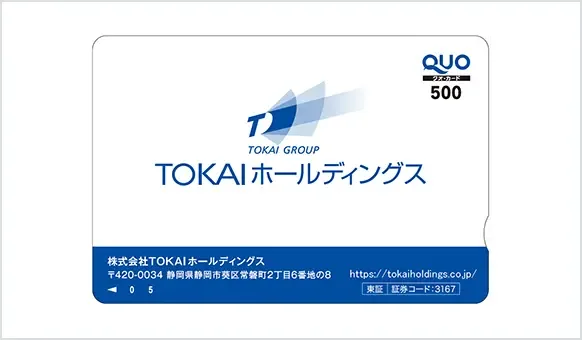 QUO
クオ・カード
500
TOKAI GROUP
TOKAIホールディングス
株式会社TOKAIホールディングス
〒420-0034 静岡県静岡市葵区常磐町2丁目6番地の8
https://tokaiholdings.co.jp/
◀ 0 5
東証 証券コード:3167